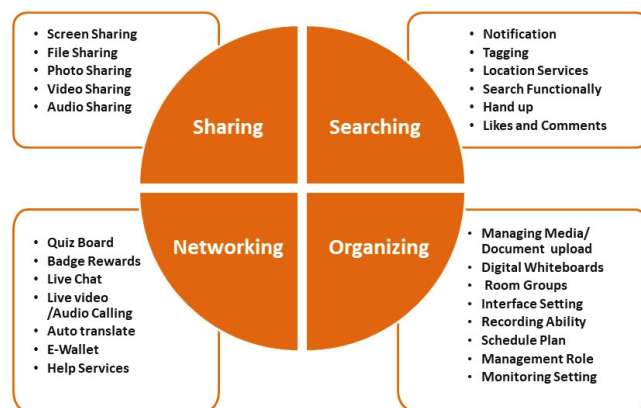 Screen Sharing
File Sharing
Photo Sharing
Video Sharing
Audio Sharing
Sharing
Searching
Notification
Tagging
Location Services
Search Functionally
Hand up
Likes and Comments
Quiz Board
Badge Rewards
Live Chat
Live video
/Audio Calling
Auto translate
E-Wallet
Help Services
Networking
Organizing
Managing Media/
Document upload
Digital Whiteboards
Room Groups
Interface Setting
Recording Ability
Schedule Plan
Management Role
Monitoring Setting